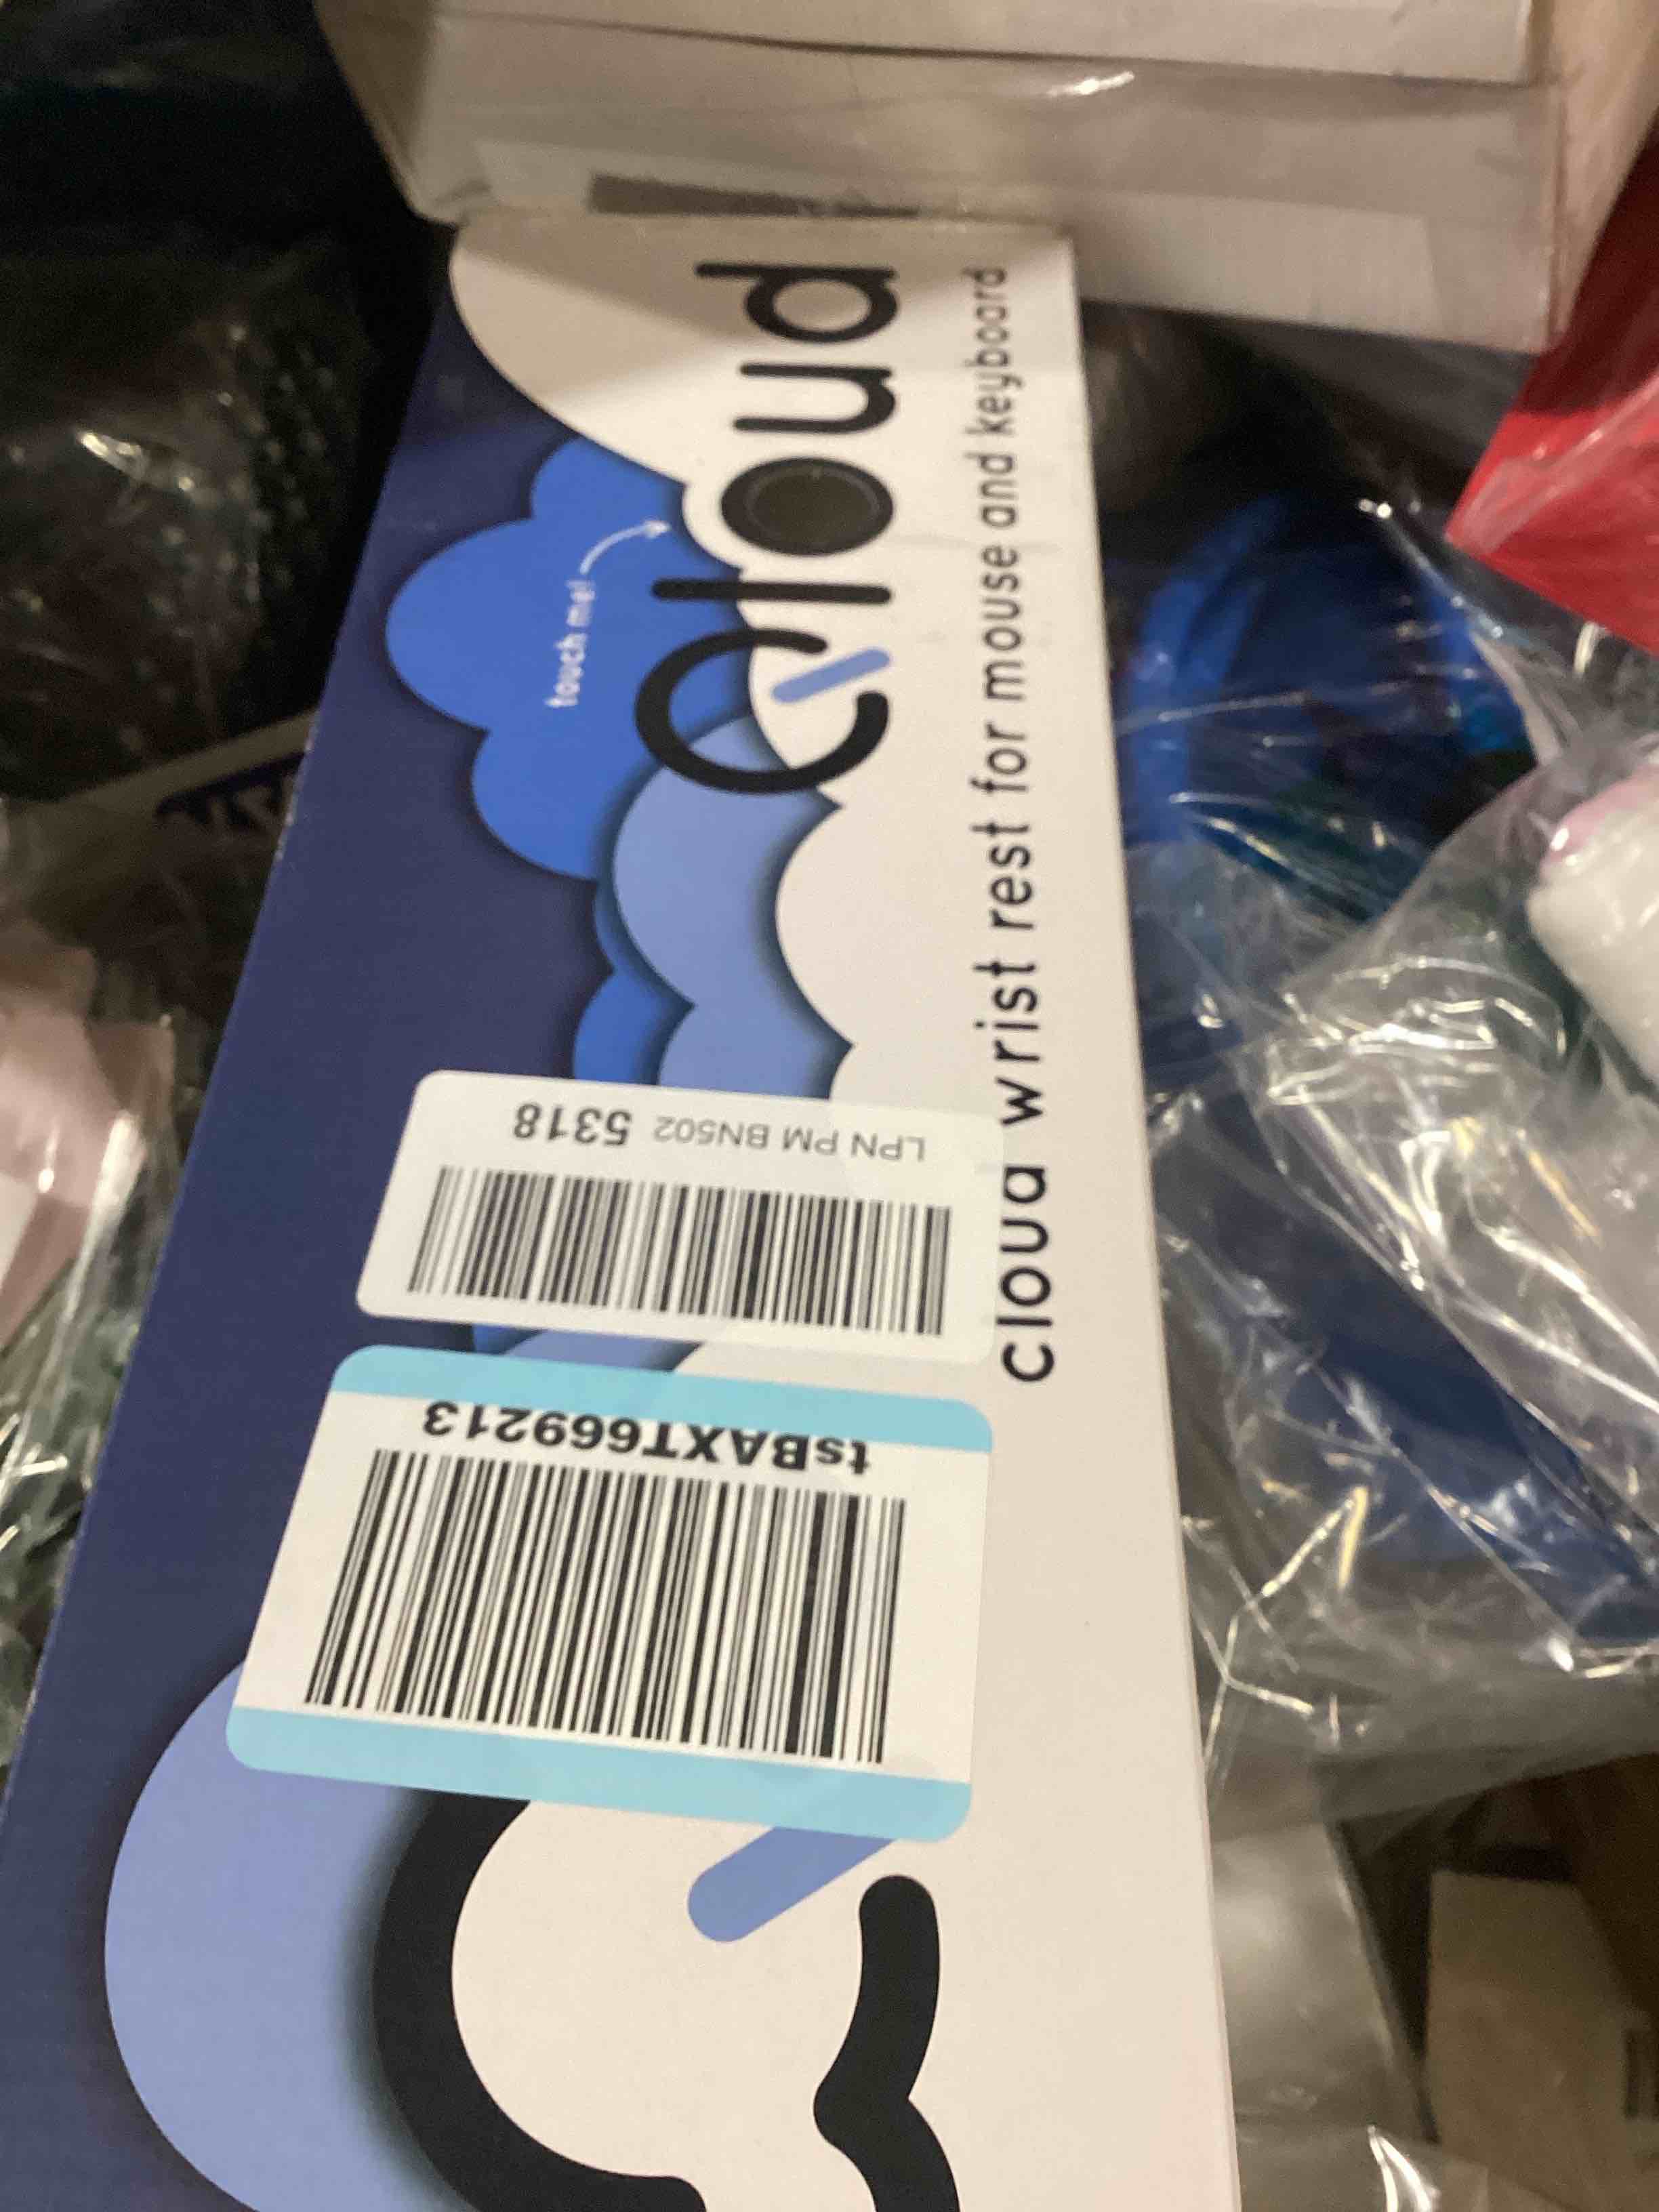 cloud
touch me!
cloud wrist rest for mouse and keyboard
LPN PM BN502 5318
tsBAXT669213